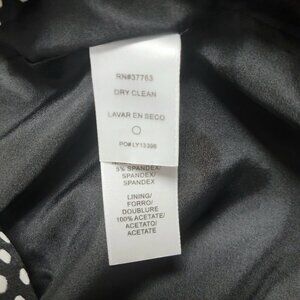 RN#37763
DRY CLEAN
LAVAR EN SECO
PO# LY13396
5% SPANDEX/
SPANDEX/
SPANDEX
LINING/
FORRO/
DOUBLURE
100% ACETATE/
ACETATO/
ACETATE